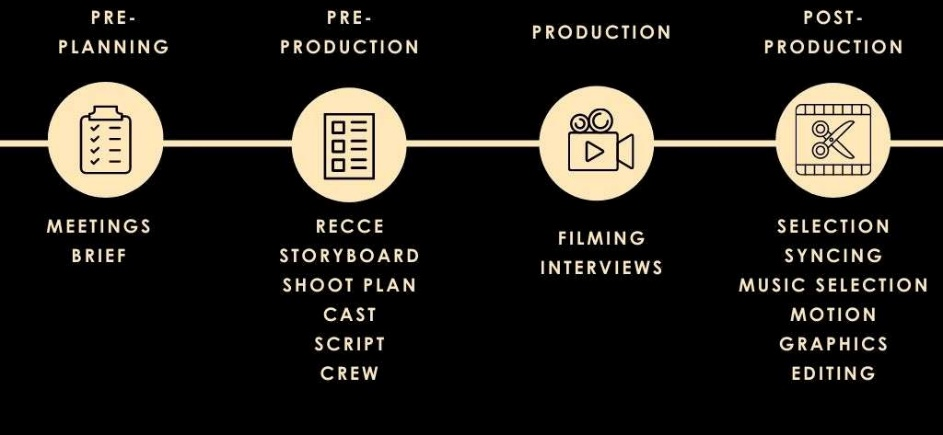 PRE-
PLANNING
PRE-
PRODUCTION
PRODUCTION
POST-
PRODUCTION
MEETINGS
BRIEF
RECCE
STORYBOARD
SHOOT PLAN
CAST
SCRIPT
CREW
FILMING
INTERVIEWS
SELECTION
SYNCING
MUSIC SELECTION
MOTION
GRAPHICS
EDITING